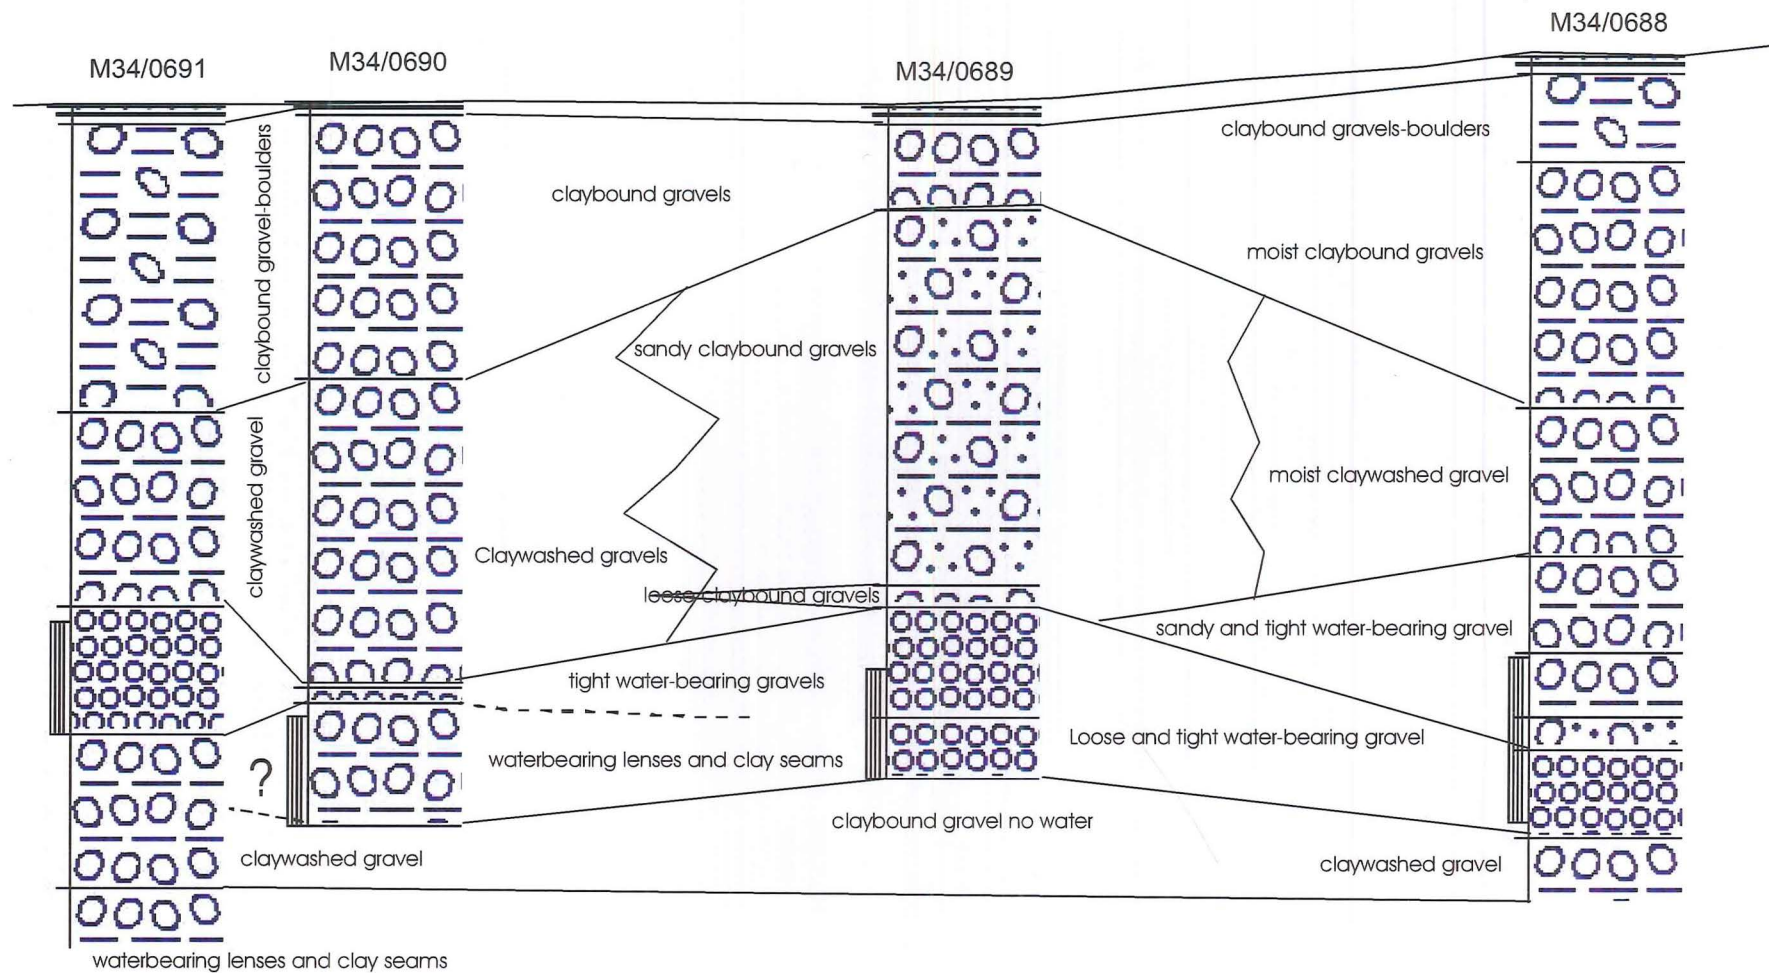 M34/0691
M34/0690
M34/0689
M34/0688
claybound gravel-boulders
claybound gravels
claybound gravels-boulders
moist claybound gravels
sandy claybound gravels
claywashed gravel
moist claywashed gravel
Claywashed gravels
loose claybound gravels
sandy and tight water-bearing gravel
tight water-bearing gravels
Loose and tight water-bearing gravel
?
waterbearing lenses and clay seams
claybound gravel no water
claywashed gravel
claywashed gravel
waterbearing lenses and clay seams